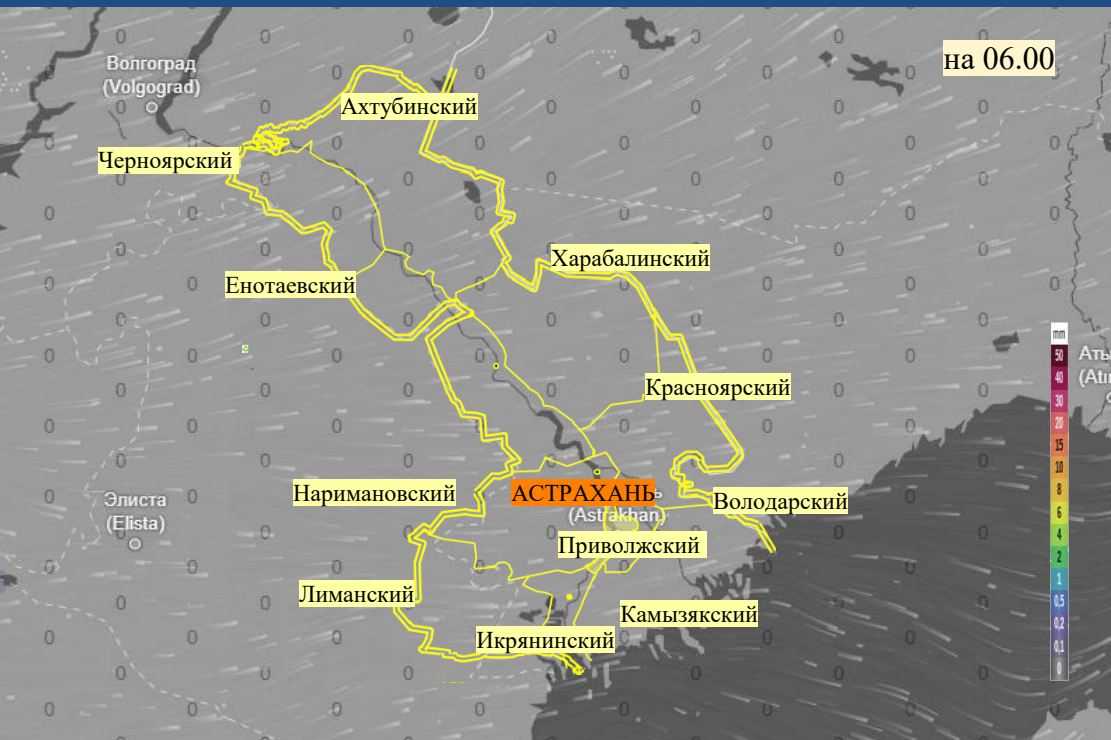 на 06.00
Волгоград
(Volgograd)
Ахтубинский
Черноярский
Харабалинский
Енотаевский
mm
50
40
30
20
15
10
8
6
4
2
1
0,5
0,2
0,1
0
Аты
(Atı
Красноярский
Наримановский
АСТРАХАНЬ
(Astrakhan)
Володарский
Элиста
(Elista)
Приволжский
Лиманский
Камызякский
Икрянинский